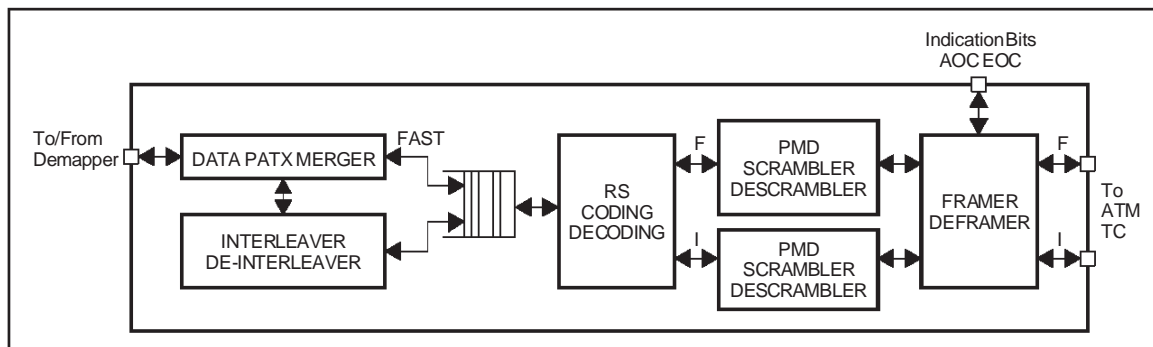 Indication Bits
AOC EOC
To/From
Demapper
DATA PATX MERGER
FAST
INTERLEAVER
DE-INTERLEAVER
RS
CODING
DECODING
F
I
PMD
SCRAMBLER
DESCRAMBLER
PMD
SCRAMBLER
DESCRAMBLER
FRAMER
DEFRAMER
F
I
To
ATM
TC